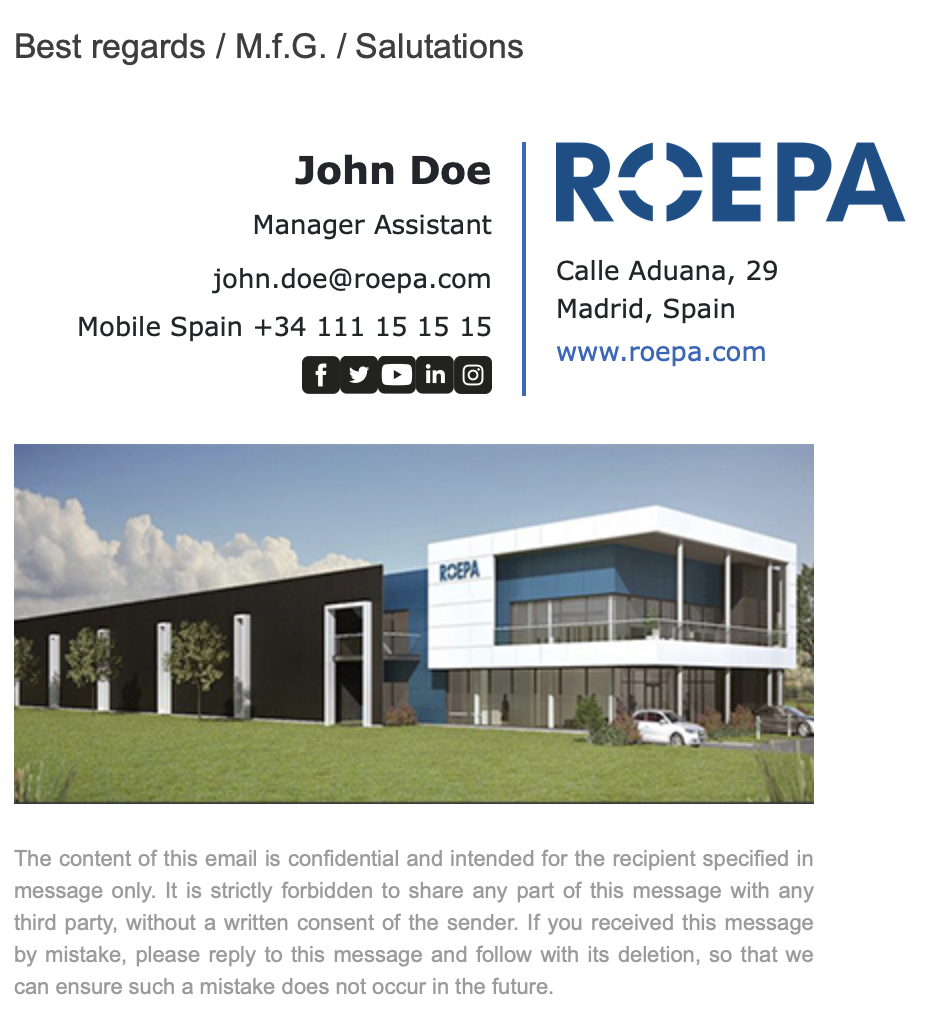 Best regards / M.f.G. / Salutations
John Doe
Manager Assistant
john.doe@roepa.com
Mobile Spain +34 111 15 15 15
ROEPA
Calle Aduana, 29
Madrid, Spain
www.roepa.com
ROEPA
The content of this email is confidential and intended for the recipient specified in
message only. It is strictly forbidden to share any part of this message with any
third party, without a written consent of the sender. If you received this message
by mistake, please reply to this message and follow with its deletion, so that we
can ensure such a mistake does not occur in the future.